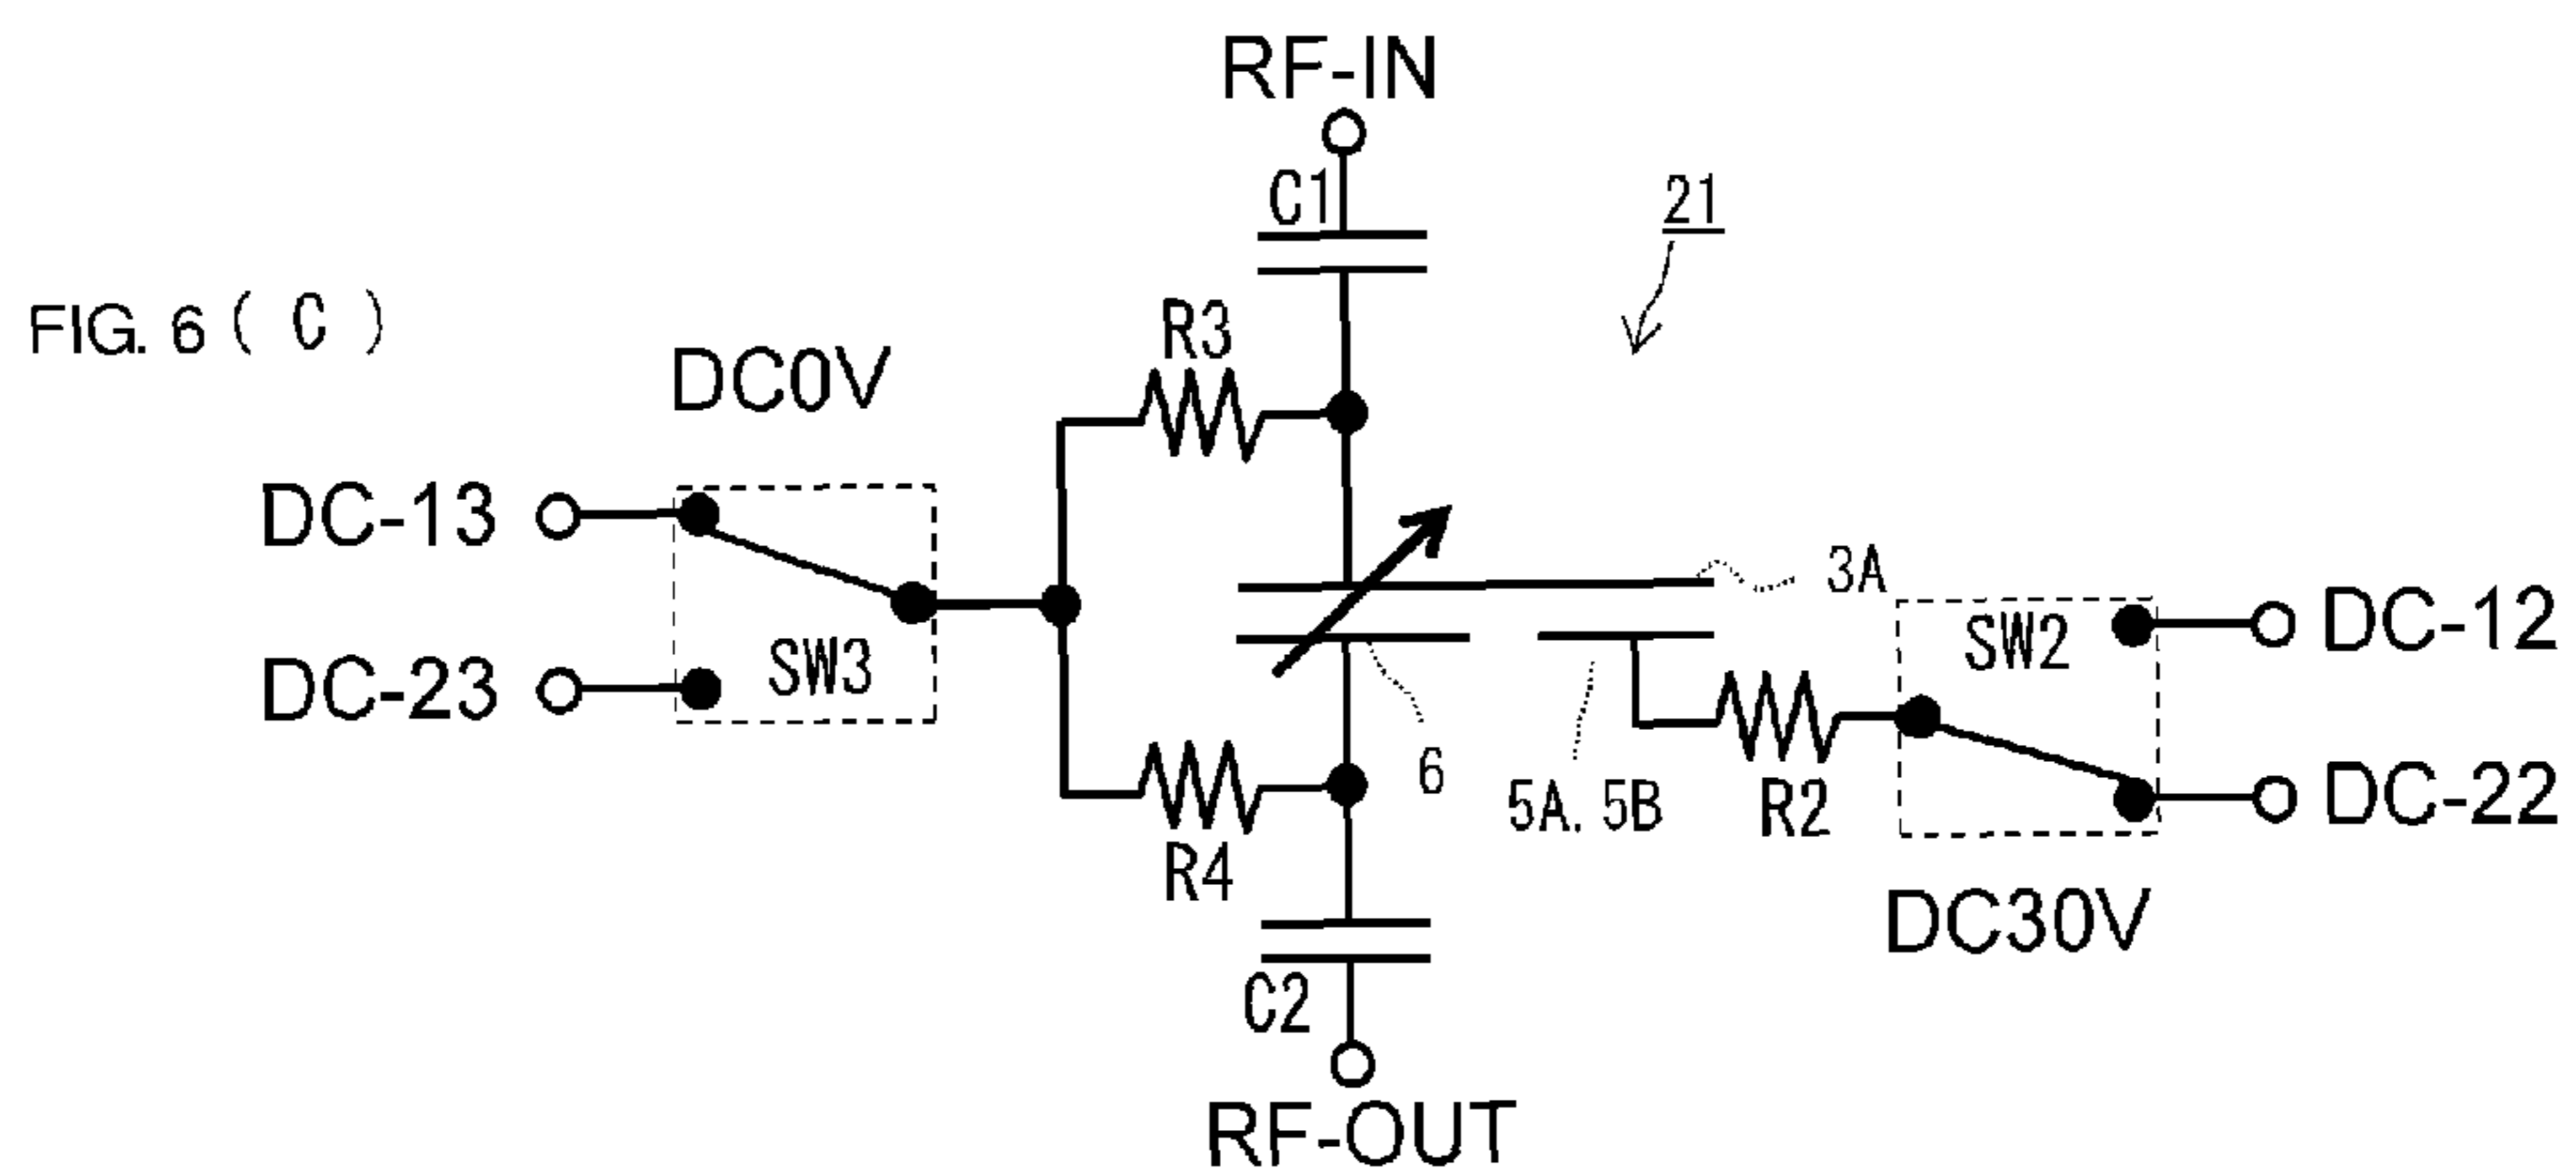 RF-IN
C1
21
FIG. 6 ( C )
R3
DC0V
DC-13
3A
DC-12
SW2
SW3
DC-23
6
5A. 5B
R2
DC-22
R4
DC30V
C2
RF-OUT